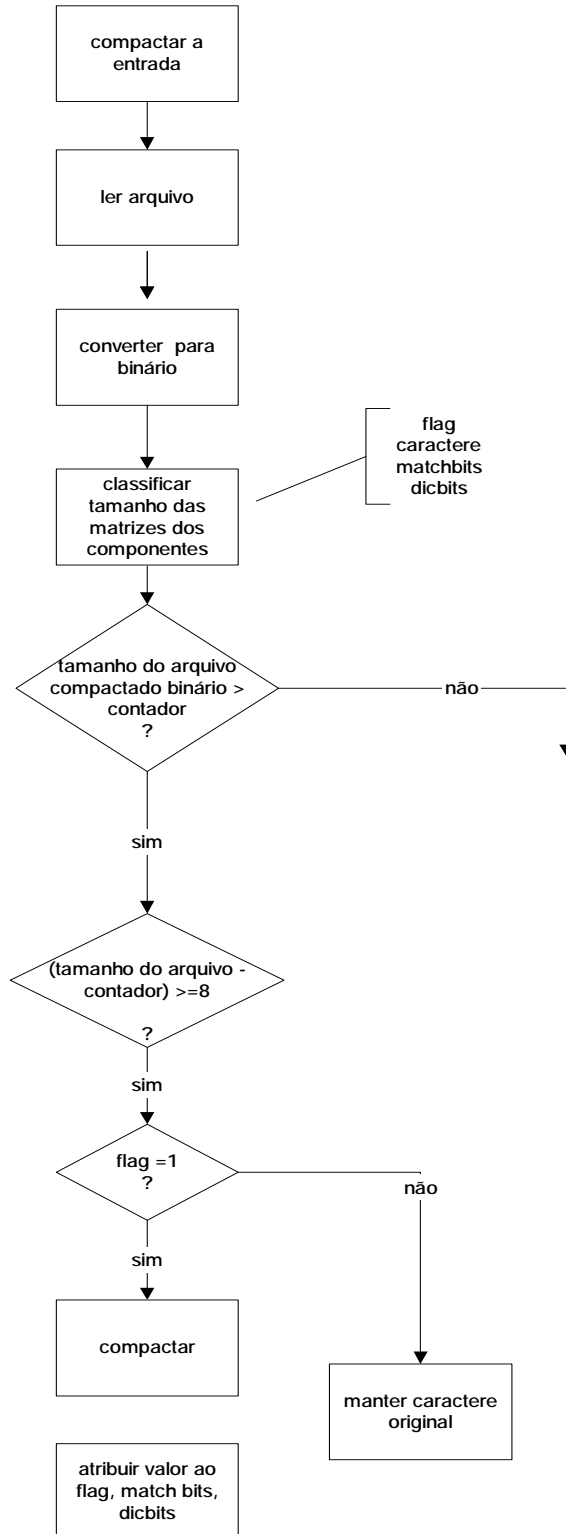 compactar a
entrada
ler arquivo
converter para
binário
flag
caractere
matchbits
dicbits
classificar
tamanho das
matrizes dos
componentes
tamanho do arquivo
compactado binário >
contador
?
não
sim
(tamanho do arquivo -
contador) >=8
?
sim
flag =1
?
não
sim
compactar
manter caractere
original
atribuir valor ao
flag, match bits,
dicbits